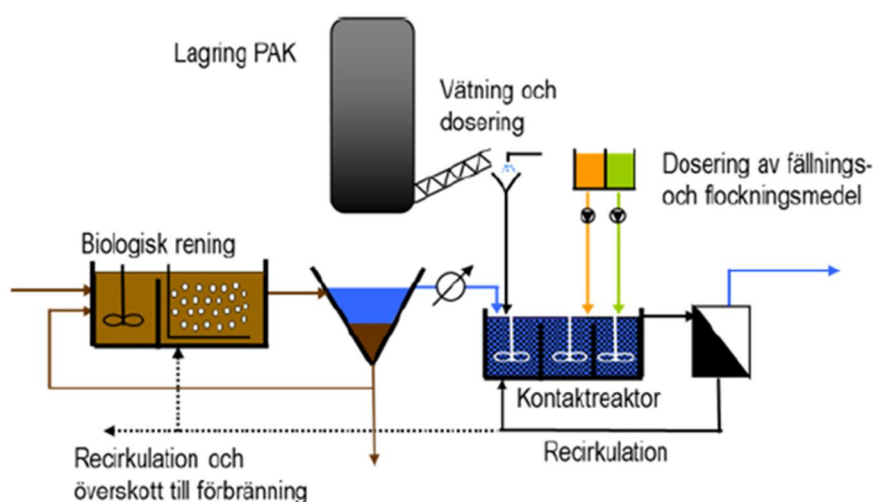 Lagring PAK
Vätning och
dosering
Dosering av fällnings-
och flockningsmedel
Biologisk rening
Kontaktreaktor
Recirkulation
Recirkulation och
överskott till förbränning